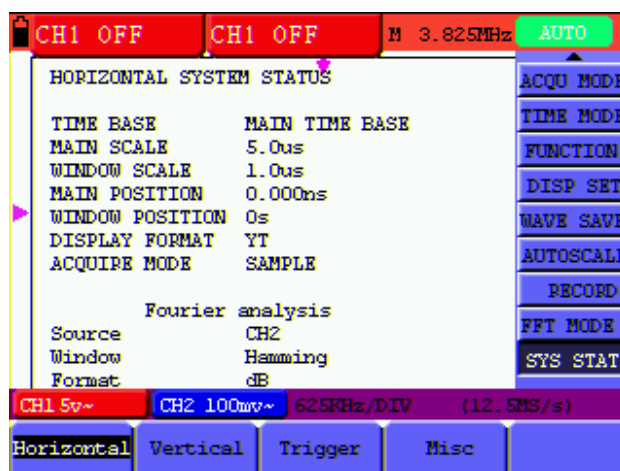 CH1 OFF CH1 OFF M 3.825MHz AUTO
HORIZONTAL SYSTEM STATUS
TIME BASE MAIN TIME BASE
MAIN SCALE 5.0us
WINDOW SCALE 1.0us
MAIN POSITION 0.000ns
WINDOW POSITION 0s
DISPLAY FORMAT YT
ACQUIRE MODE SAMPLE
Fourier analysis
Source CH2
Window Hamming
Format dB
ACQU MODE
TIME MODE
FUNCTION
DISP SET
WAVE SAVE
AUTOSCALE
RECORD
FFT MODE
SYS STAT
CH1 5v~ CH2 100mv~ 625KHz/DIV (12.5MS/s)
Horizontal Vertical Trigger Misc